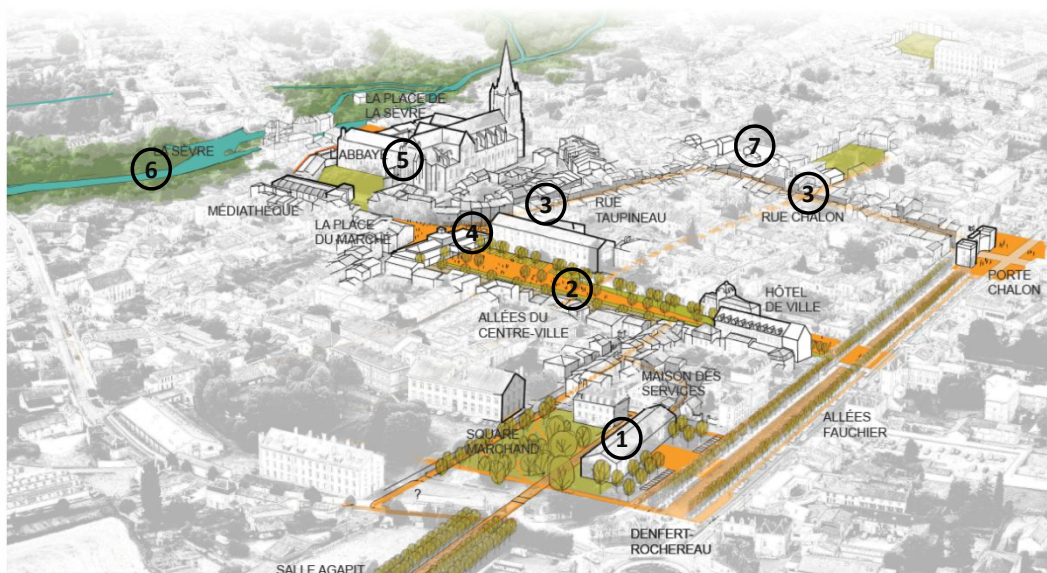 LA PLACE DE
LA SÈVRE
7
L'ABBAYE
5
LA SÈVRE
6
MÉDIATHÈQUE
3
RUE
TAUPINEAU
3
RUE CHALON
LA PLACE
DU MARCHÉ
4
PORTE
CHALON
2
HÔTEL
DE VILLE
ALLÉES DU
CENTRE-VILLE
MAISON DES
SERVICES
ALLÉES
FAUCHIER
SQUARE
MARCHAND
1
?
DENFERT-
ROCHEREAU
SALLE AGAPIT